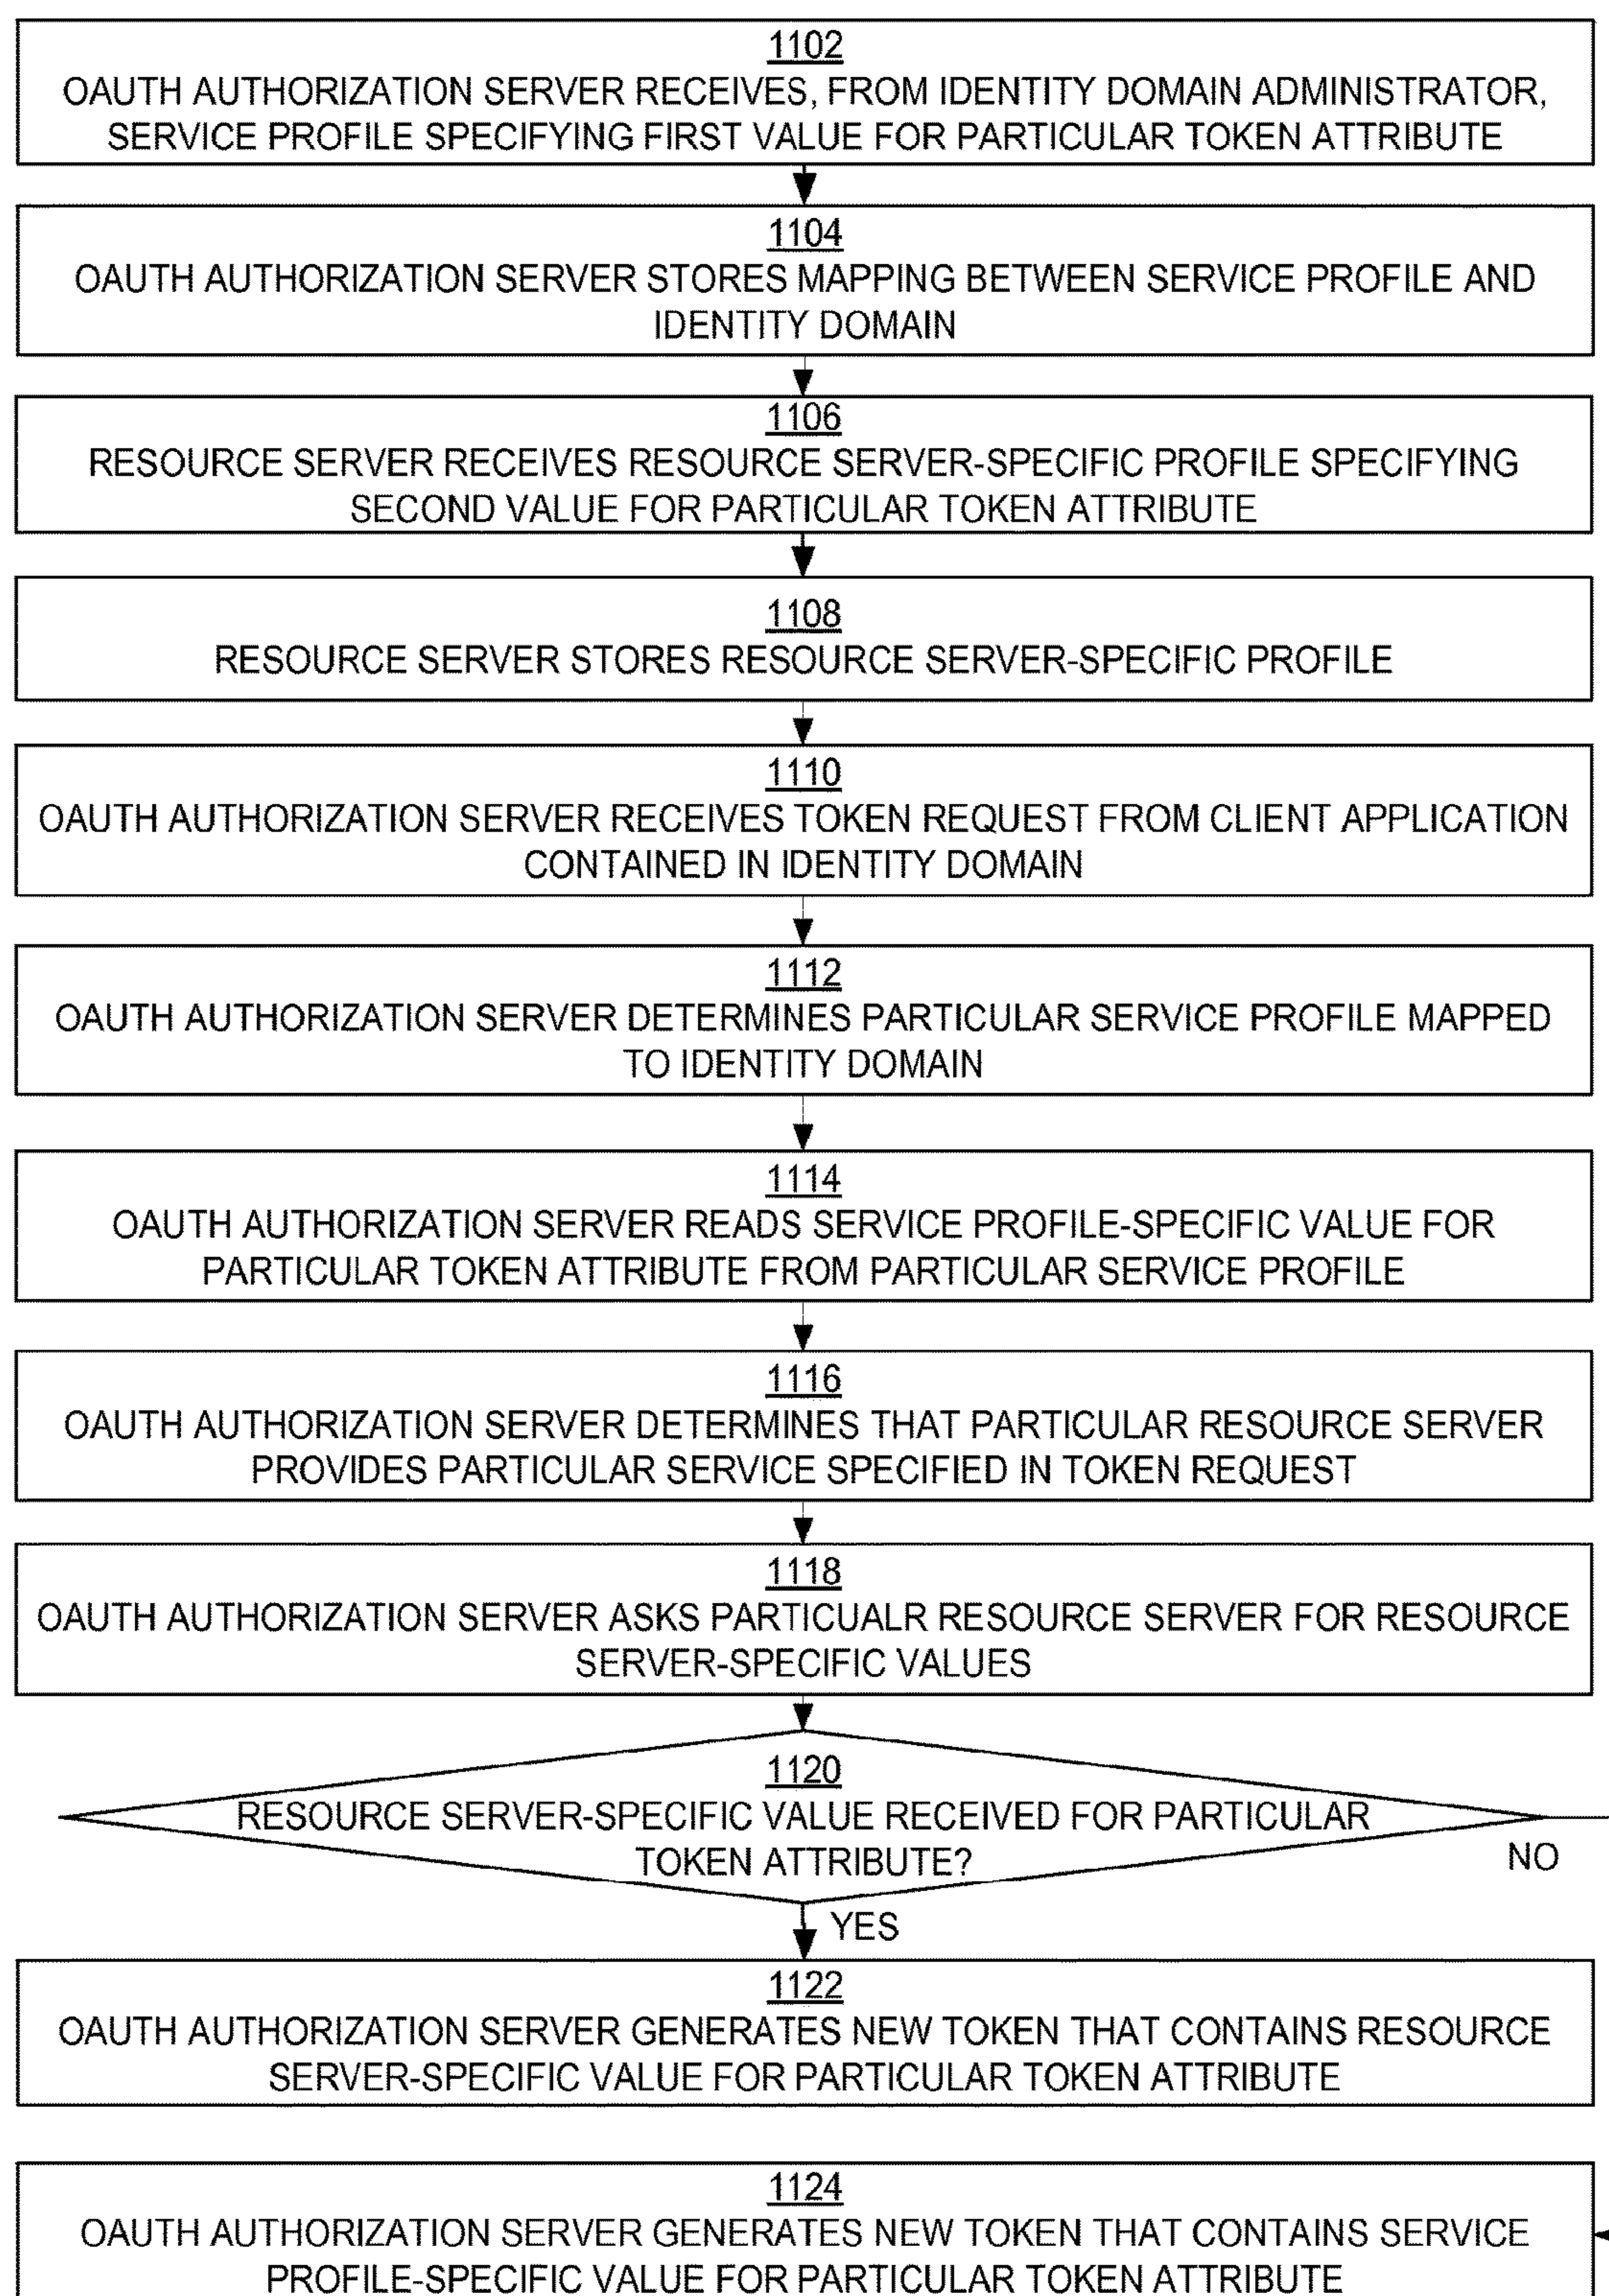 1102
OAUTH AUTHORIZATION SERVER RECEIVES, FROM IDENTITY DOMAIN ADMINISTRATOR,
SERVICE PROFILE SPECIFYING FIRST VALUE FOR PARTICULAR TOKEN ATTRIBUTE
1104
OAUTH AUTHORIZATION SERVER STORES MAPPING BETWEEN SERVICE PROFILE AND
IDENTITY DOMAIN
1106
RESOURCE SERVER RECEIVES RESOURCE SERVER-SPECIFIC PROFILE SPECIFYING
SECOND VALUE FOR PARTICULAR TOKEN ATTRIBUTE
1108
RESOURCE SERVER STORES RESOURCE SERVER-SPECIFIC PROFILE
1110
OAUTH AUTHORIZATION SERVER RECEIVES TOKEN REQUEST FROM CLIENT APPLICATION
CONTAINED IN IDENTITY DOMAIN
1112
OAUTH AUTHORIZATION SERVER DETERMINES PARTICULAR SERVICE PROFILE MAPPED
TO IDENTITY DOMAIN
1114
OAUTH AUTHORIZATION SERVER READS SERVICE PROFILE-SPECIFIC VALUE FOR
PARTICULAR TOKEN ATTRIBUTE FROM PARTICULAR SERVICE PROFILE
1116
OAUTH AUTHORIZATION SERVER DETERMINES THAT PARTICULAR RESOURCE SERVER
PROVIDES PARTICULAR SERVICE SPECIFIED IN TOKEN REQUEST
1118
OAUTH AUTHORIZATION SERVER ASKS PARTICUALR RESOURCE SERVER FOR RESOURCE
SERVER-SPECIFIC VALUES
1120
RESOURCE SERVER-SPECIFIC VALUE RECEIVED FOR PARTICULAR
TOKEN ATTRIBUTE?
NO
YES
1122
OAUTH AUTHORIZATION SERVER GENERATES NEW TOKEN THAT CONTAINS RESOURCE
SERVER-SPECIFIC VALUE FOR PARTICULAR TOKEN ATTRIBUTE
1124
OAUTH AUTHORIZATION SERVER GENERATES NEW TOKEN THAT CONTAINS SERVICE
PROFILE-SPECIFIC VALUE FOR PARTICULAR TOKEN ATTRIBUTE